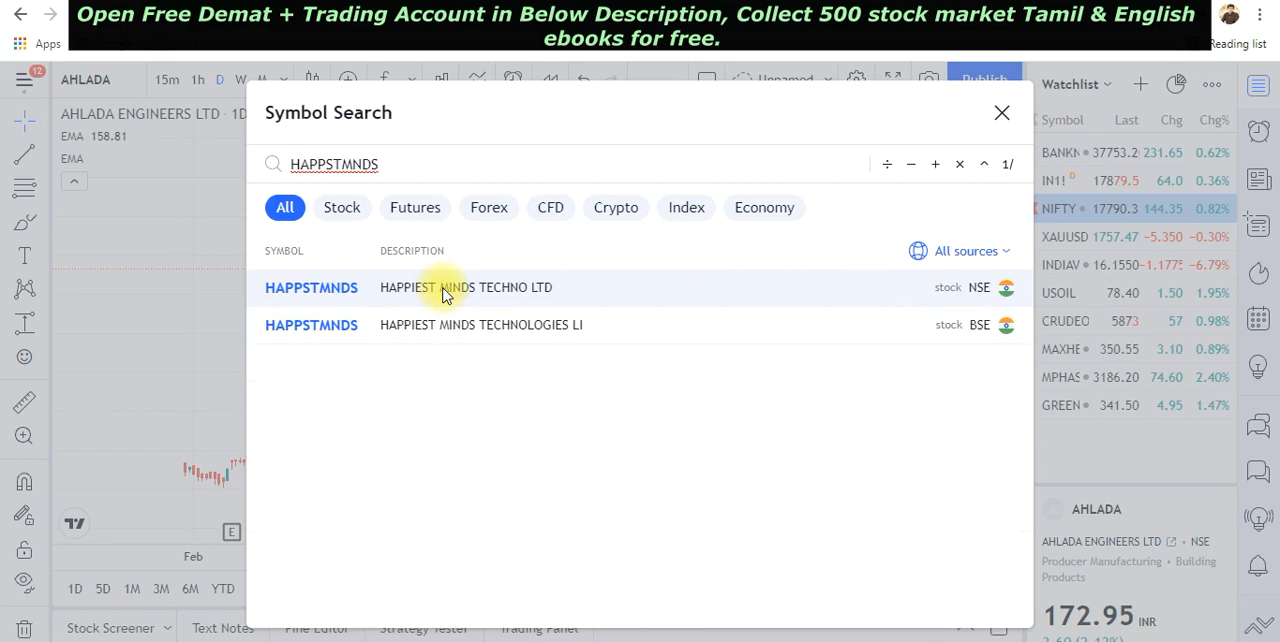 Open Free Demat + Trading Account in Below Description, Collect 500 stock market Tamil & English
ebooks for free.
Apps
Reading list
12
AHLADA 15m 1h D W M Unnamed Publish
Watchlist
Symbol Search
AHLADA ENGINEERS LTD · 1D
EMA 158.81
EMA
HAPPSTMNDS
÷ − + × ^ 1/
All Stock Futures Forex CFD Crypto Index Economy
SYMBOL DESCRIPTION All sources
HAPPSTMNDS HAPPIEST MINDS TECHNO LTD stock NSE
HAPPSTMNDS HAPPIEST MINDS TECHNOLOGIES LI stock BSE
Symbol Last Chg Chg%
BANKN 37753.2 231.65 0.62%
IN1! D 17879.5 64.0 0.36%
NIFTY 17790.3 144.35 0.82%
XAUUSD 1757.47 −5.350 −0.30%
INDIAV 16.1550 −1.1775 −6.79%
USOIL 78.40 1.50 1.95%
CRUDEO 5873 57 0.98%
MAXHE 350.55 3.10 0.89%
MPHAS 3186.20 74.60 2.40%
GREEN 341.50 4.95 1.47%
E
Feb
1D 5D 1M 3M 6M YTD
Stock Screener Text Notes Pine Editor Strategy Tester Trading Panel
AHLADA
AHLADA ENGINEERS LTD • NSE
Producer Manufacturing • Building
Products
172.95 INR